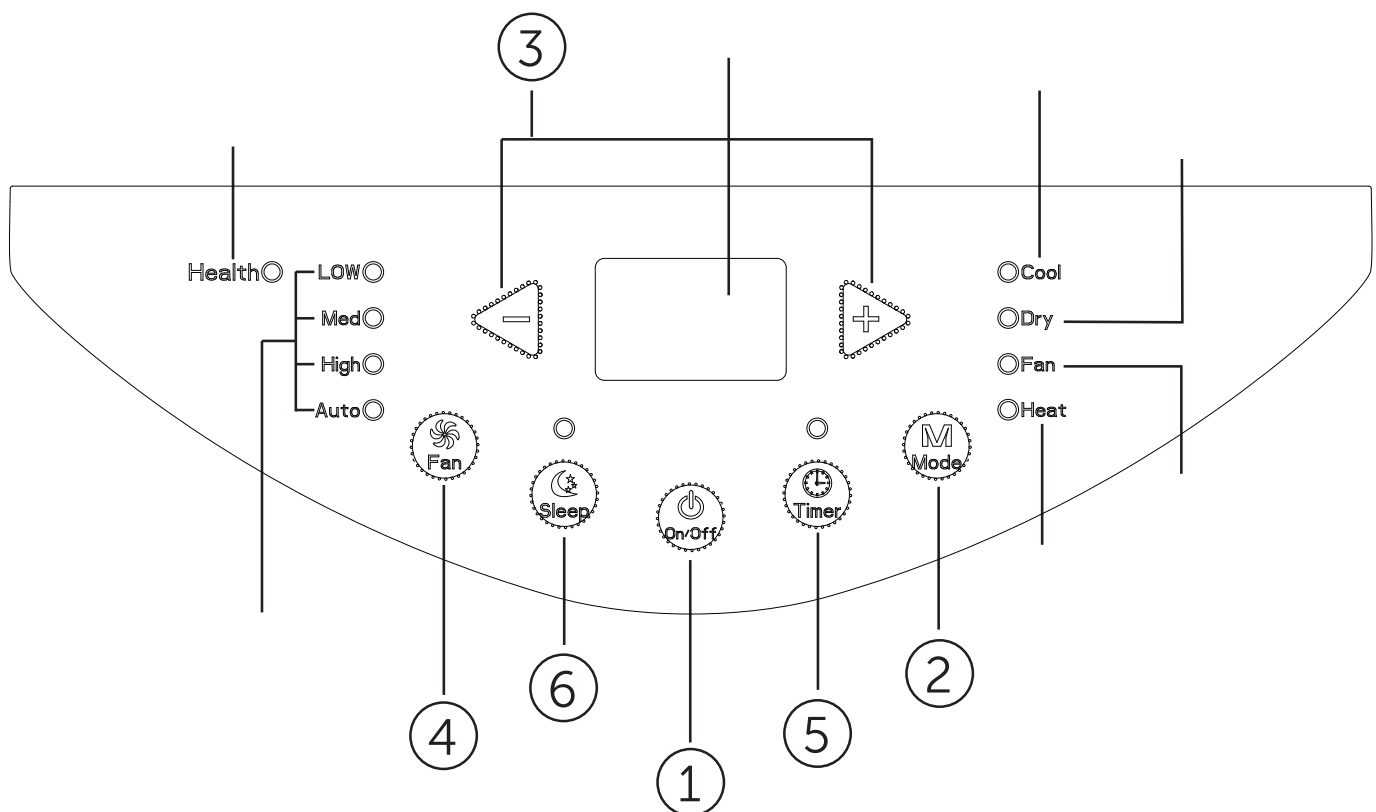 3
Health
LOW
Med
High
Auto
−
+
Cool
Dry
Fan
Heat
Fan
Sleep
On/Off
Timer
M
Mode
4
6
1
5
2